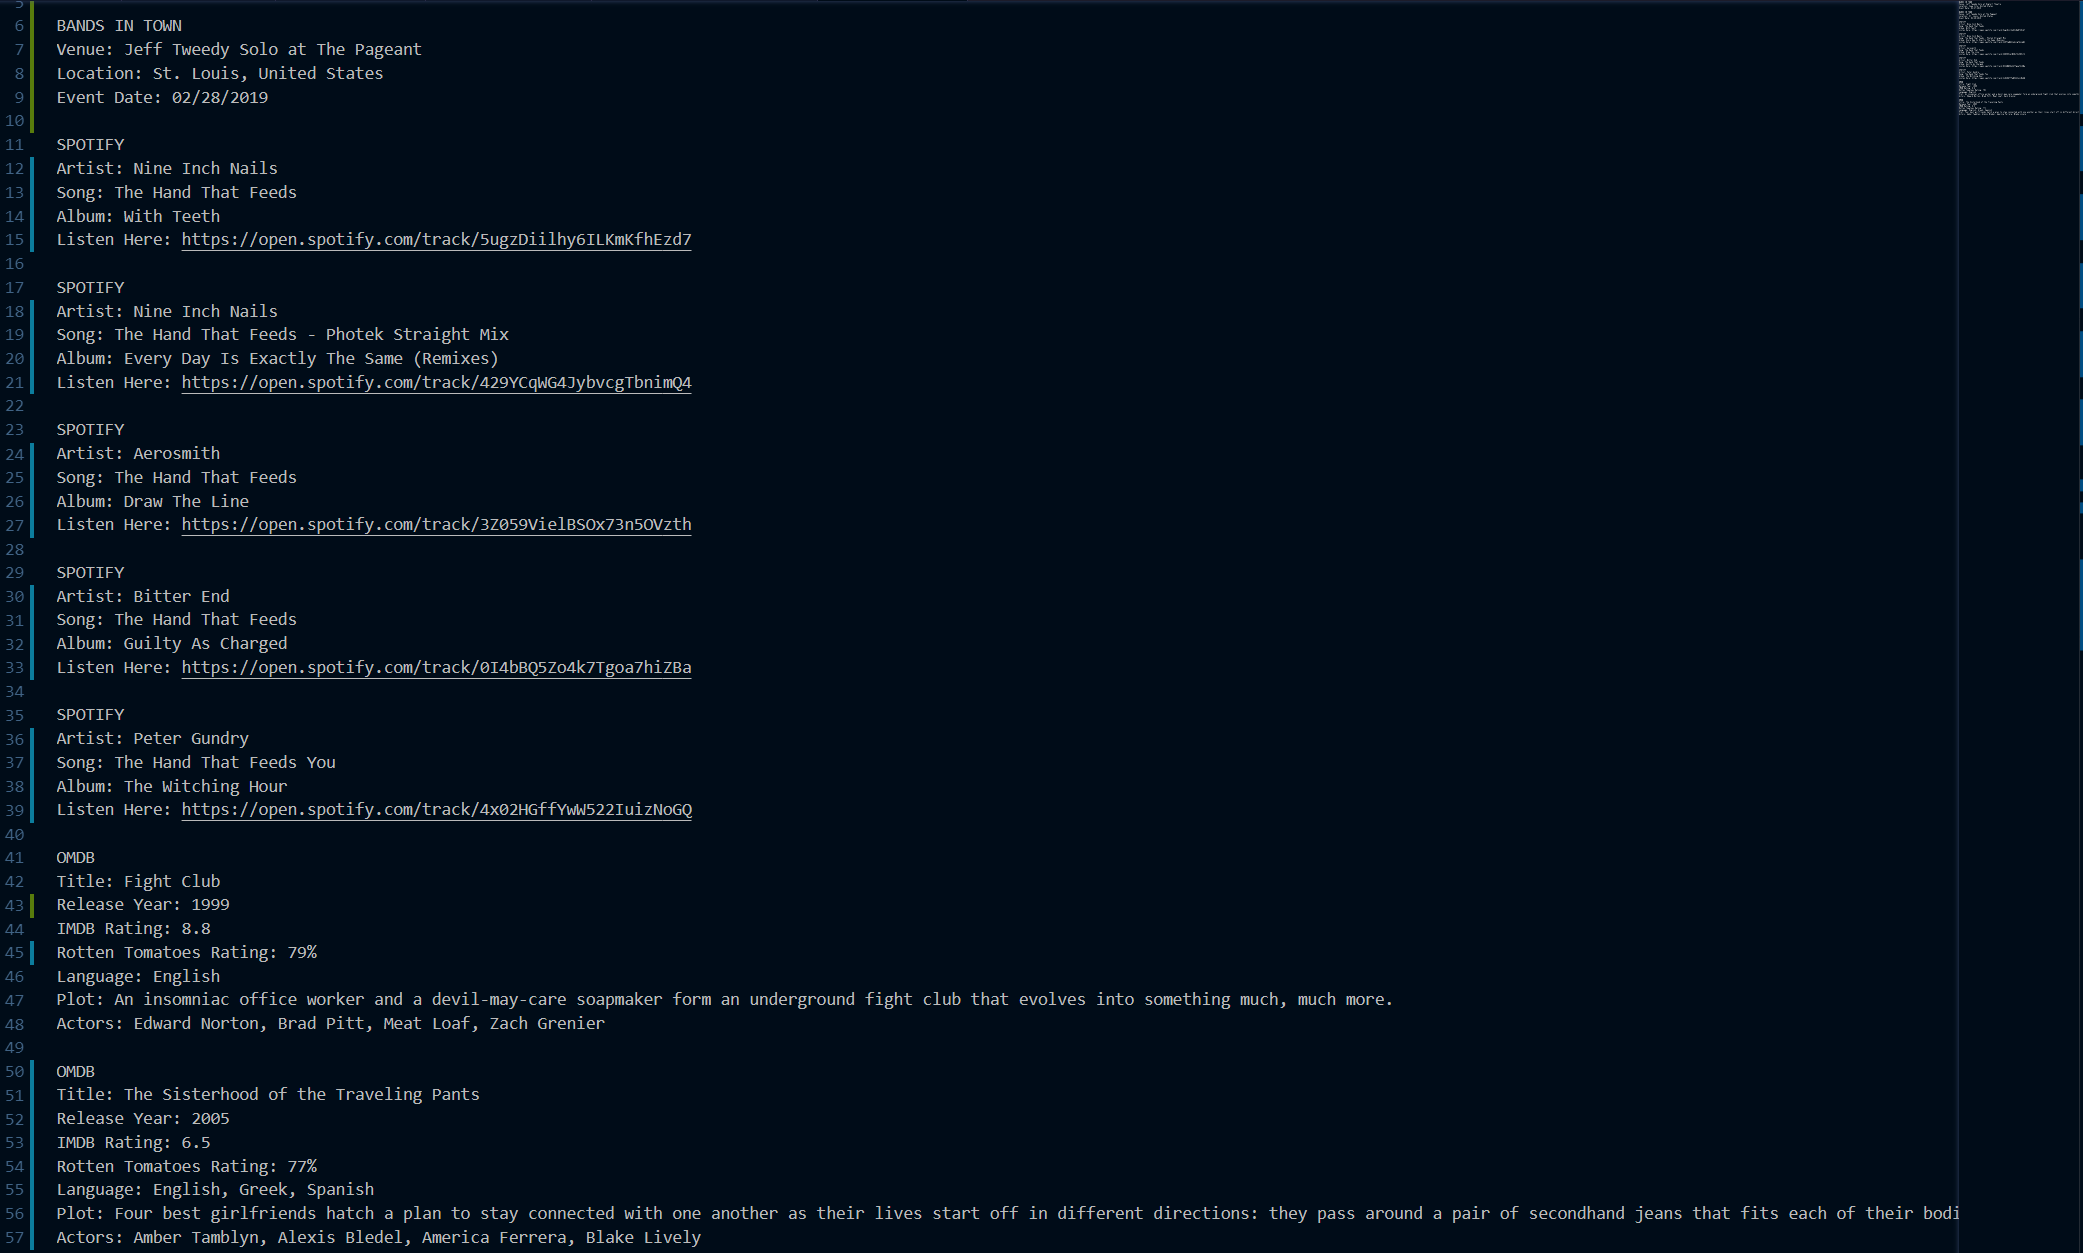 5
6 BANDS IN TOWN
7 Venue: Jeff Tweedy Solo at The Pageant
8 Location: St. Louis, United States
9 Event Date: 02/28/2019
10
11 SPOTIFY
12 Artist: Nine Inch Nails
13 Song: The Hand That Feeds
14 Album: With Teeth
15 Listen Here: https://open.spotify.com/track/5ugzDiilhy6ILKmKfhEzd7
16
17 SPOTIFY
18 Artist: Nine Inch Nails
19 Song: The Hand That Feeds - Photek Straight Mix
20 Album: Every Day Is Exactly The Same (Remixes)
21 Listen Here: https://open.spotify.com/track/429YCqWG4JybvcgTbnimQ4
22
23 SPOTIFY
24 Artist: Aerosmith
25 Song: The Hand That Feeds
26 Album: Draw The Line
27 Listen Here: https://open.spotify.com/track/3Z059VielBSOx73n5OVzth
28
29 SPOTIFY
30 Artist: Bitter End
31 Song: The Hand That Feeds
32 Album: Guilty As Charged
33 Listen Here: https://open.spotify.com/track/0I4bBQ5Zo4k7Tgoa7hiZBa
34
35 SPOTIFY
36 Artist: Peter Gundry
37 Song: The Hand That Feeds You
38 Album: The Witching Hour
39 Listen Here: https://open.spotify.com/track/4x02HGffYwW522IuizNoGQ
40
41 OMDB
42 Title: Fight Club
43 Release Year: 1999
44 IMDB Rating: 8.8
45 Rotten Tomatoes Rating: 79%
46 Language: English
47 Plot: An insomniac office worker and a devil-may-care soapmaker form an underground fight club that evolves into something much, much more.
48 Actors: Edward Norton, Brad Pitt, Meat Loaf, Zach Grenier
49
50 OMDB
51 Title: The Sisterhood of the Traveling Pants
52 Release Year: 2005
53 IMDB Rating: 6.5
54 Rotten Tomatoes Rating: 77%
55 Language: English, Greek, Spanish
56 Plot: Four best girlfriends hatch a plan to stay connected with one another as their lives start off in different directions: they pass around a pair of secondhand jeans that fits each of their bodi
57 Actors: Amber Tamblyn, Alexis Bledel, America Ferrera, Blake Lively